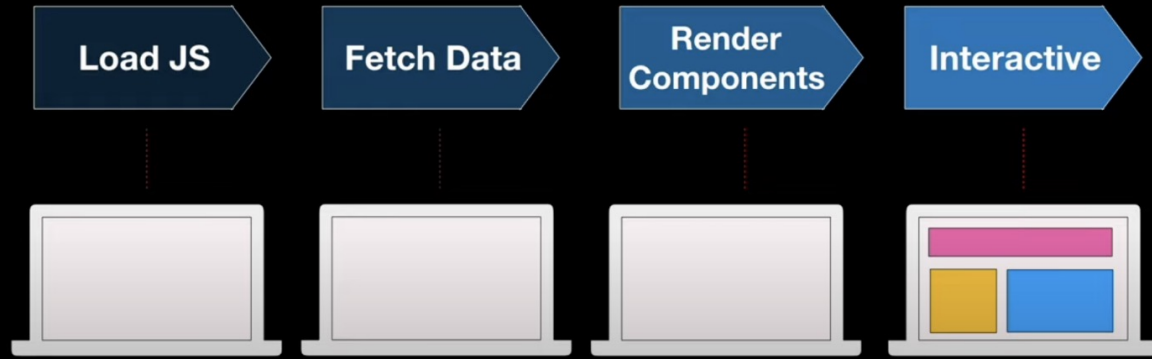 Load JS
Fetch Data
Render
Components
Interactive